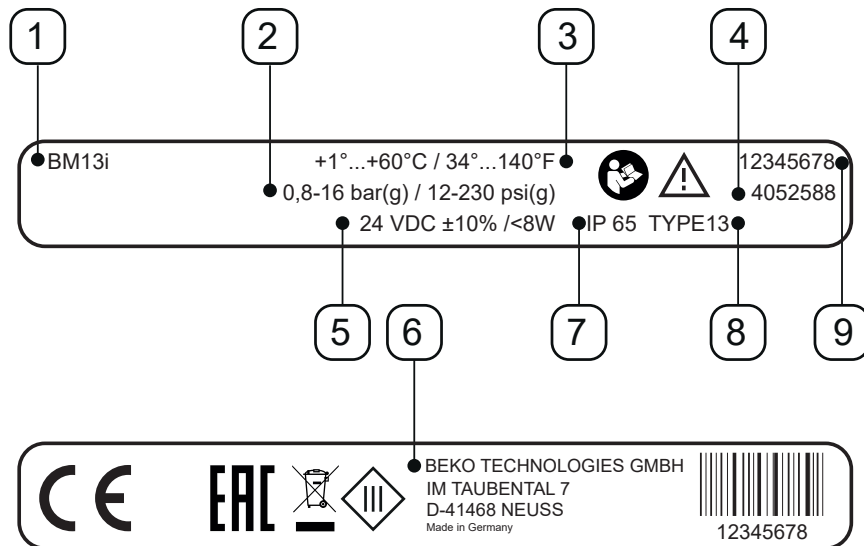 1 2 3 4
BM13i +1°...+60°C / 34°...140°F 12345678
0,8-16 bar(g) / 12-230 psi(g) 4052588
24 VDC ±10% /<8W IP 65 TYPE13
5 6 7 8 9
CE EAC III
BEKO TECHNOLOGIES GMBH
IM TAUBENTAL 7
D-41468 NEUSS
Made in Germany
12345678